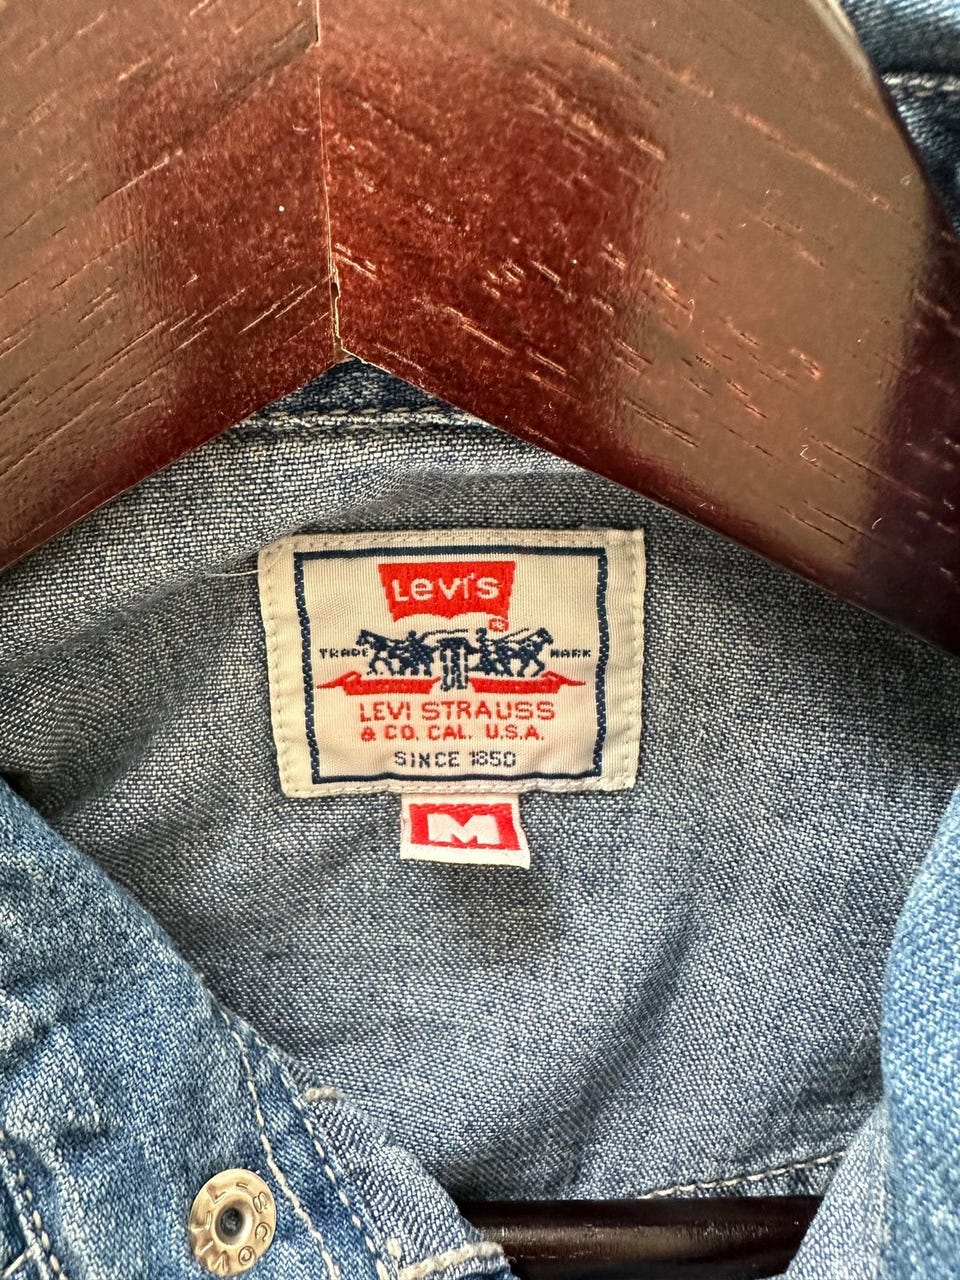 Levi's ®
TRADE MARK
LEVI STRAUSS
& CO. CAL. U.S.A.
SINCE 1850
M